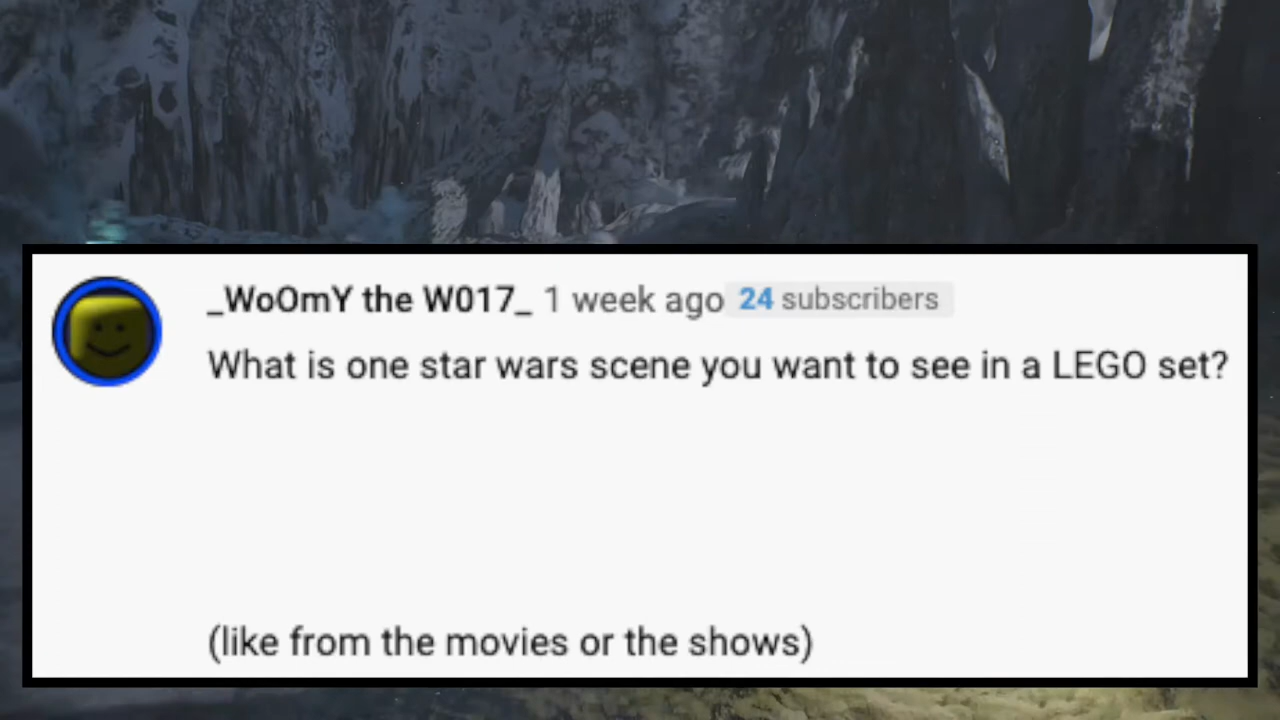 _WoOmY the W017_ 1 week ago 24 subscribers
What is one star wars scene you want to see in a LEGO set?
(like from the movies or the shows)